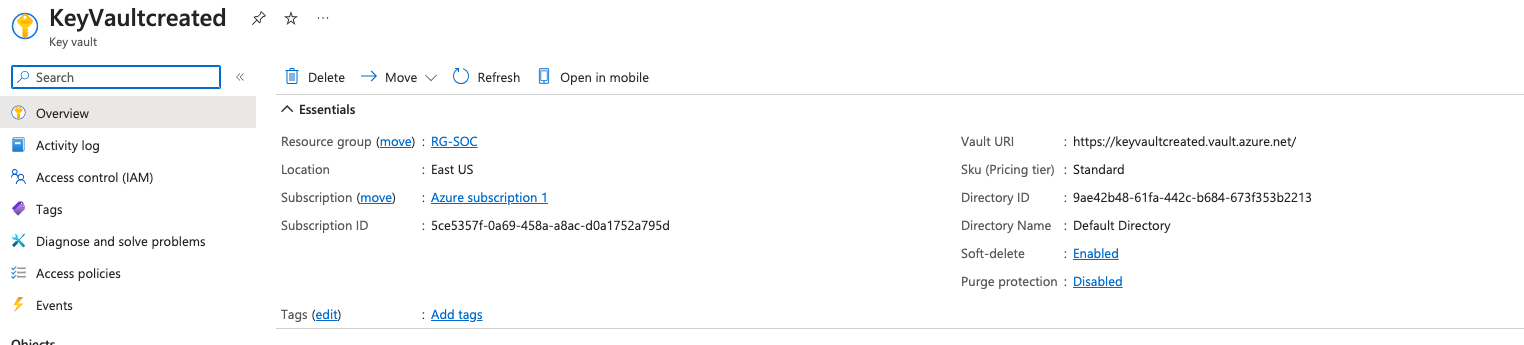 KeyVaultcreated
Key vault
Search
Delete Move Refresh Open in mobile
Overview
Activity log
Access control (IAM)
Tags
Diagnose and solve problems
Access policies
Events
Objects
Essentials
Resource group (move) : RG-SOC
Location : East US
Subscription (move) : Azure subscription 1
Subscription ID : 5ce5357f-0a69-458a-a8ac-d0a1752a795d
Vault URI : https://keyvaultcreated.vault.azure.net/
Sku (Pricing tier) : Standard
Directory ID : 9ae42b48-61fa-442c-b684-673f353b2213
Directory Name : Default Directory
Soft-delete : Enabled
Purge protection : Disabled
Tags (edit) : Add tags